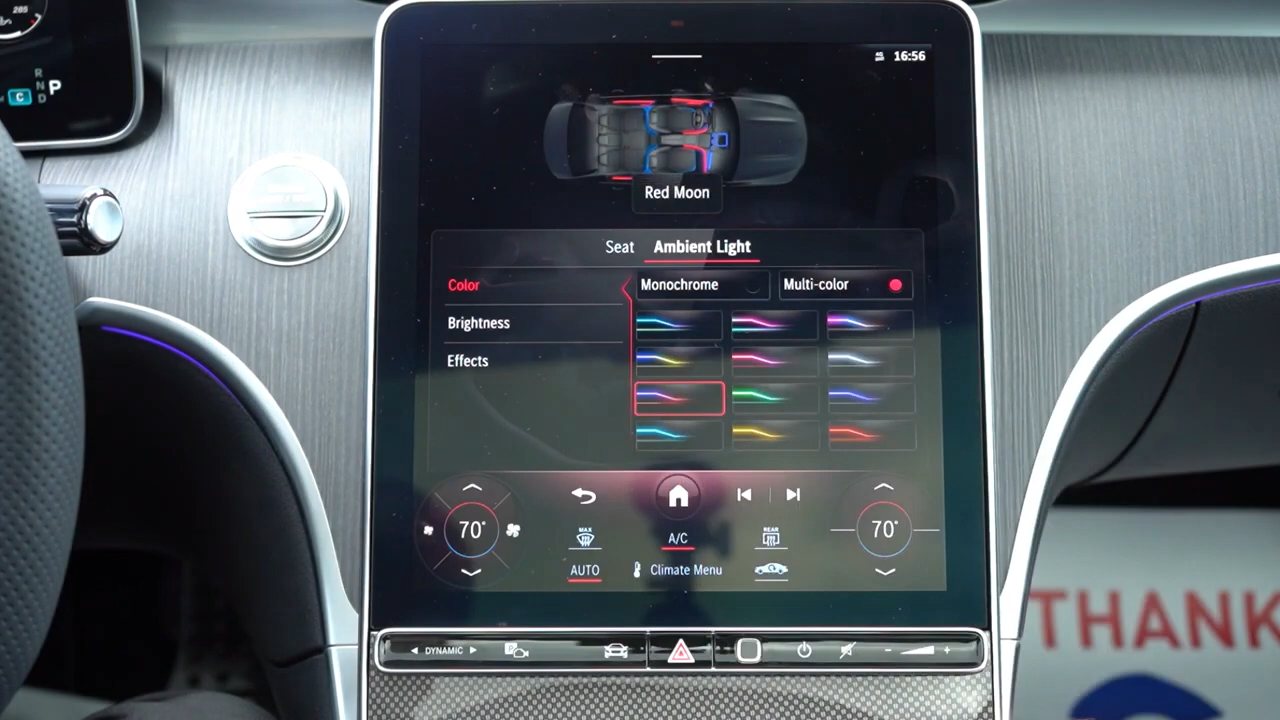 285
R
N P
C D
16:56
Red Moon
Seat Ambient Light
Color
Monochrome
Multi-color
Brightness
Effects
70°
MAX
A/C
REAR
70°
AUTO
Climate Menu
DYNAMIC
- +
THANK